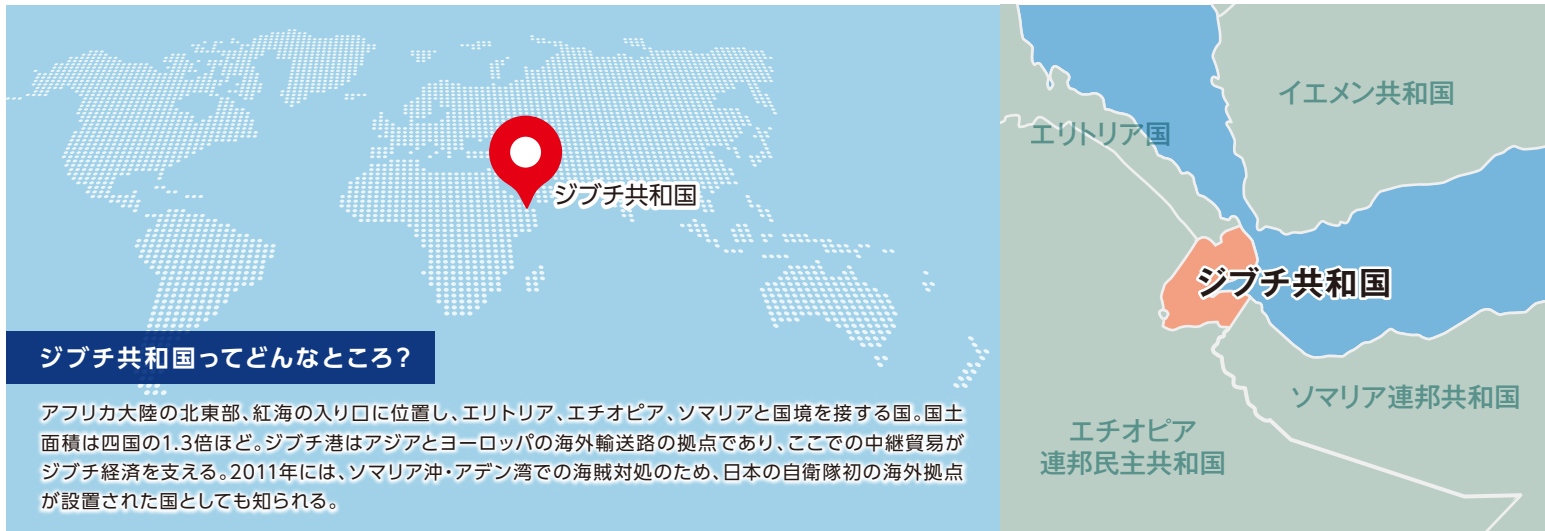 ジブチ共和国
ジブチ共和国ってどんなところ?
アフリカ大陸の北東部、紅海の入り口に位置し、エリトリア、エチオピア、ソマリアと国境を接する国。国土
面積は四国の1.3倍ほど。ジブチ港はアジアとヨーロッパの海外輸送路の拠点であり、ここでの中継貿易が
ジブチ経済を支える。2011年には、ソマリア沖・アデン湾での海賊対処のため、日本の自衛隊初の海外拠点
が設置された国としても知られる。
イエメン共和国
エリトリア国
ジブチ共和国
ソマリア連邦共和国
エチオピア
連邦民主共和国